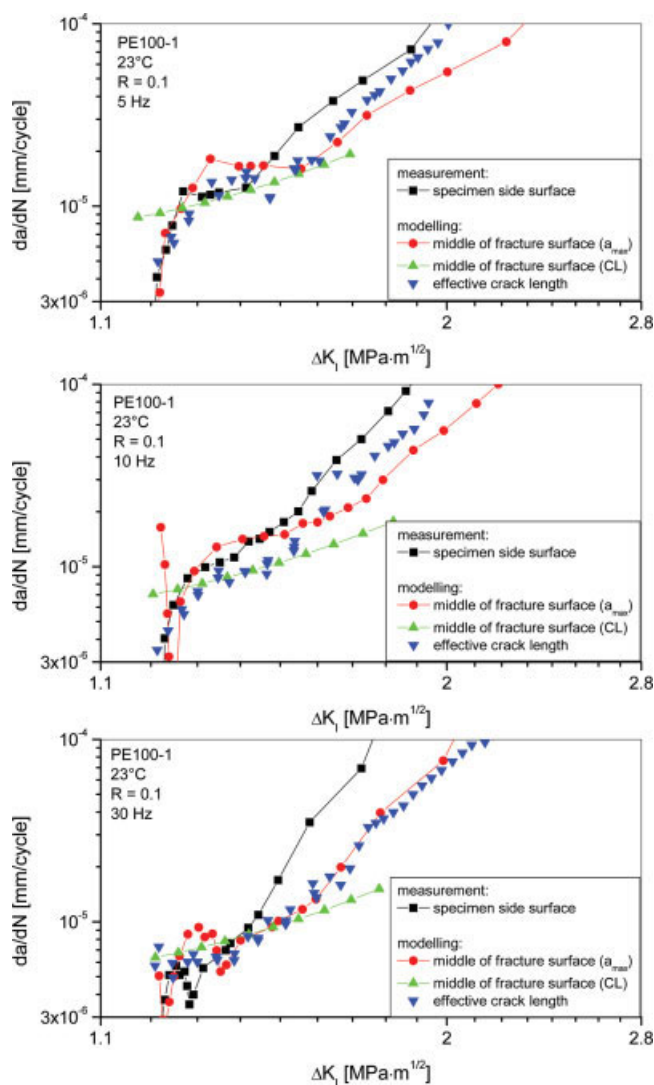 10⁻⁴
PE100-1
23°C
R = 0.1
5 Hz
da/dN [mm/cycle]
10⁻⁵
measurement:
specimen side surface
modelling:
middle of fracture surface (aₘₐₓ)
middle of fracture surface (CL)
effective crack length
3x10⁻⁶
1.1 2 2.8
ΔK_I [MPa·m^1/2]
10⁻⁴
PE100-1
23°C
R = 0.1
10 Hz
da/dN [mm/cycle]
10⁻⁵
measurement:
specimen side surface
modelling:
middle of fracture surface (aₘₐₓ)
middle of fracture surface (CL)
effective crack length
3x10⁻⁶
1.1 2 2.8
ΔK_I [MPa·m^1/2]
10⁻⁴
PE100-1
23°C
R = 0.1
30 Hz
da/dN [mm/cycle]
10⁻⁵
measurement:
specimen side surface
modelling:
middle of fracture surface (aₘₐₓ)
middle of fracture surface (CL)
effective crack length
3x10⁻⁶
1.1 2 2.8
ΔK_I [MPa·m^1/2]